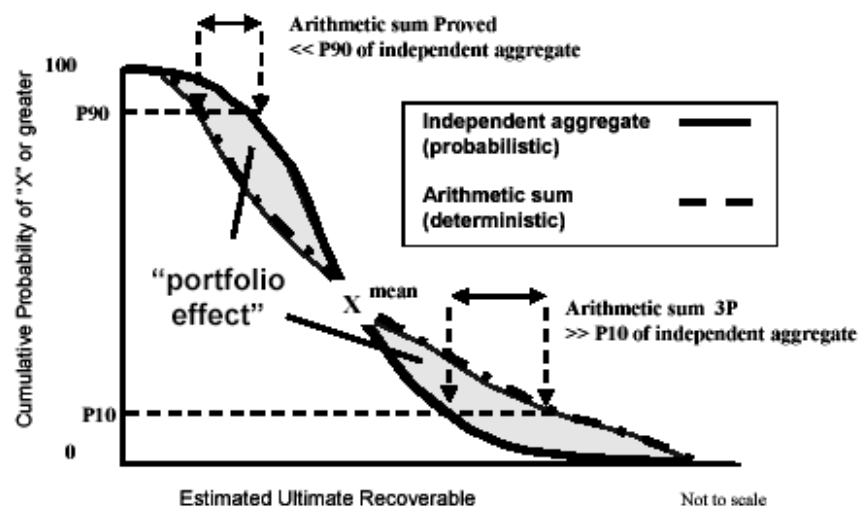 Arithmetic sum Proved
<< P90 of independent aggregate
100
P90
Independent aggregate
(probabilistic)
Arithmetic sum
(deterministic)
Cumulative Probability of "X" or greater
“portfolio
effect”
X mean
Arithmetic sum 3P
>> P10 of independent aggregate
P10
0
Estimated Ultimate Recoverable
Not to scale